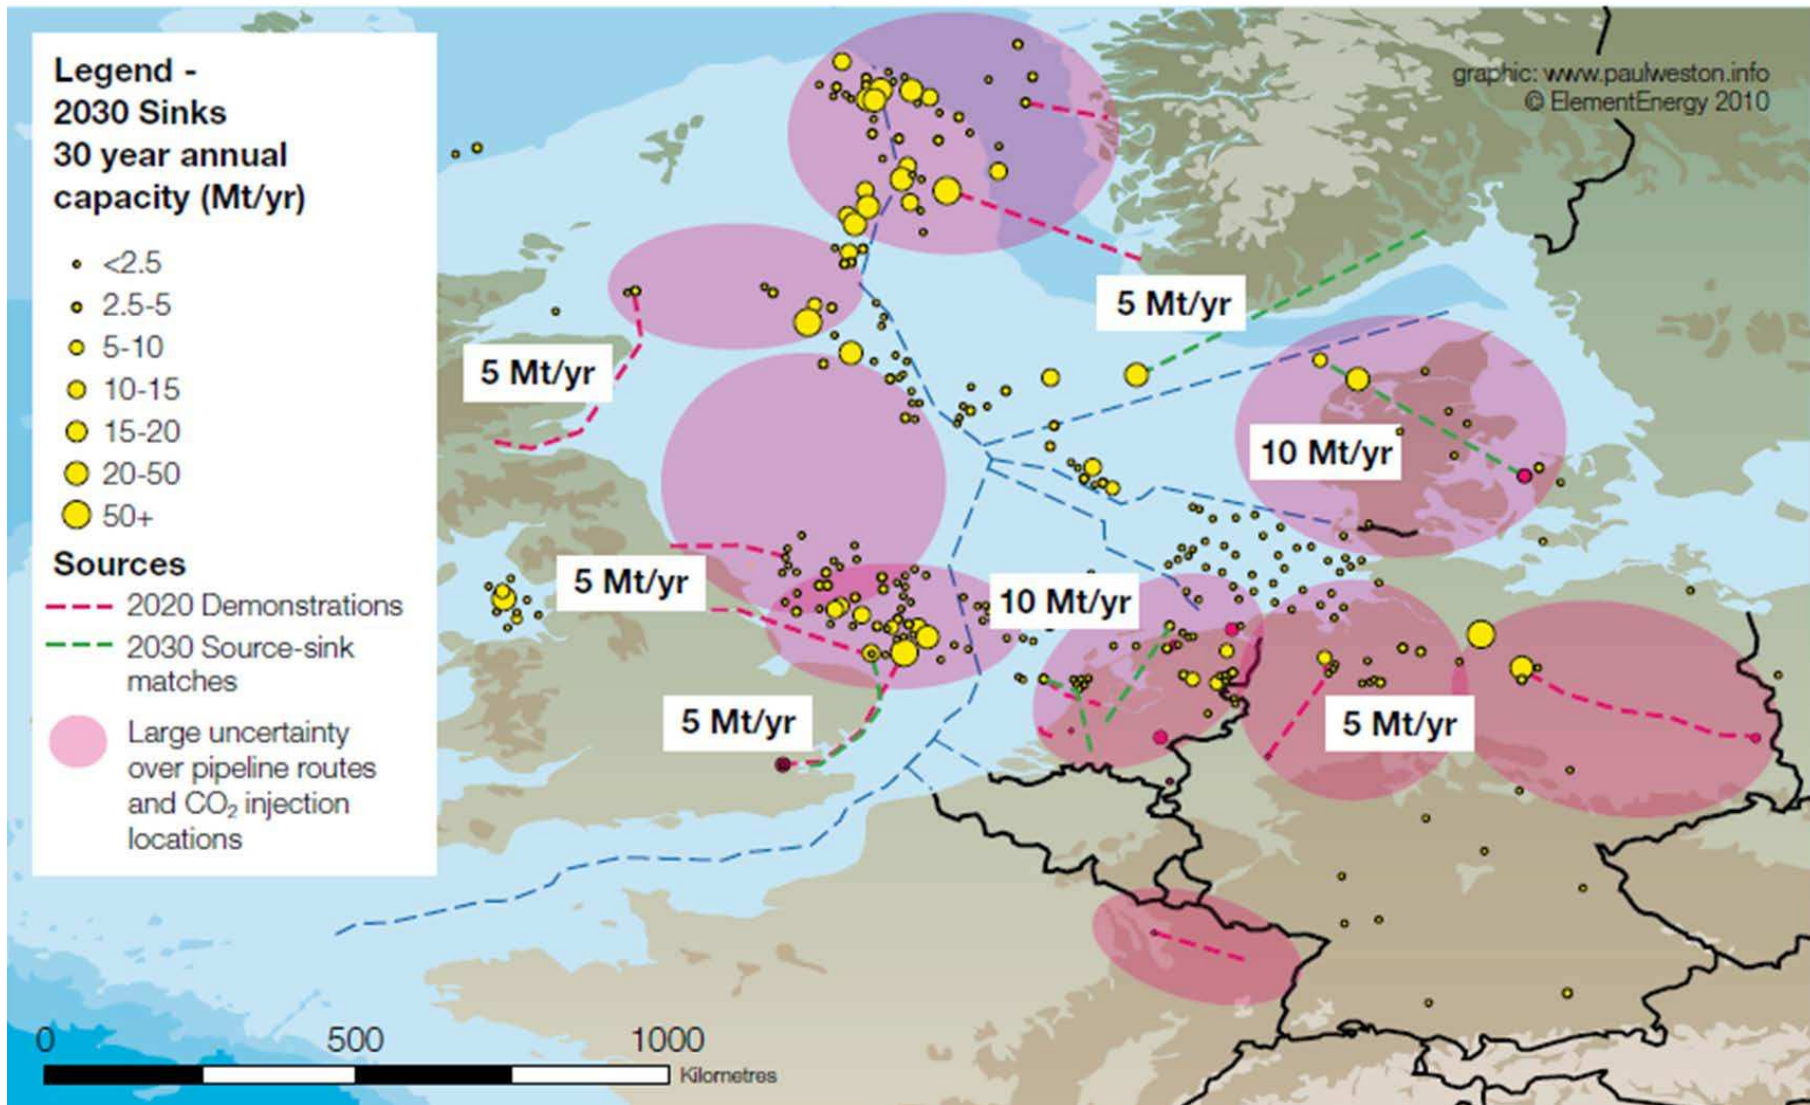 Legend -
2030 Sinks
30 year annual
capacity (Mt/yr)
<2.5
2.5-5
5-10
10-15
15-20
20-50
50+
Sources
2020 Demonstrations
2030 Source-sink
matches
Large uncertainty
over pipeline routes
and CO₂ injection
locations
graphic: www.paulweston.info
© ElementEnergy 2010
5 Mt/yr
5 Mt/yr
10 Mt/yr
5 Mt/yr
10 Mt/yr
5 Mt/yr
5 Mt/yr
0 500 1000
Kilometres